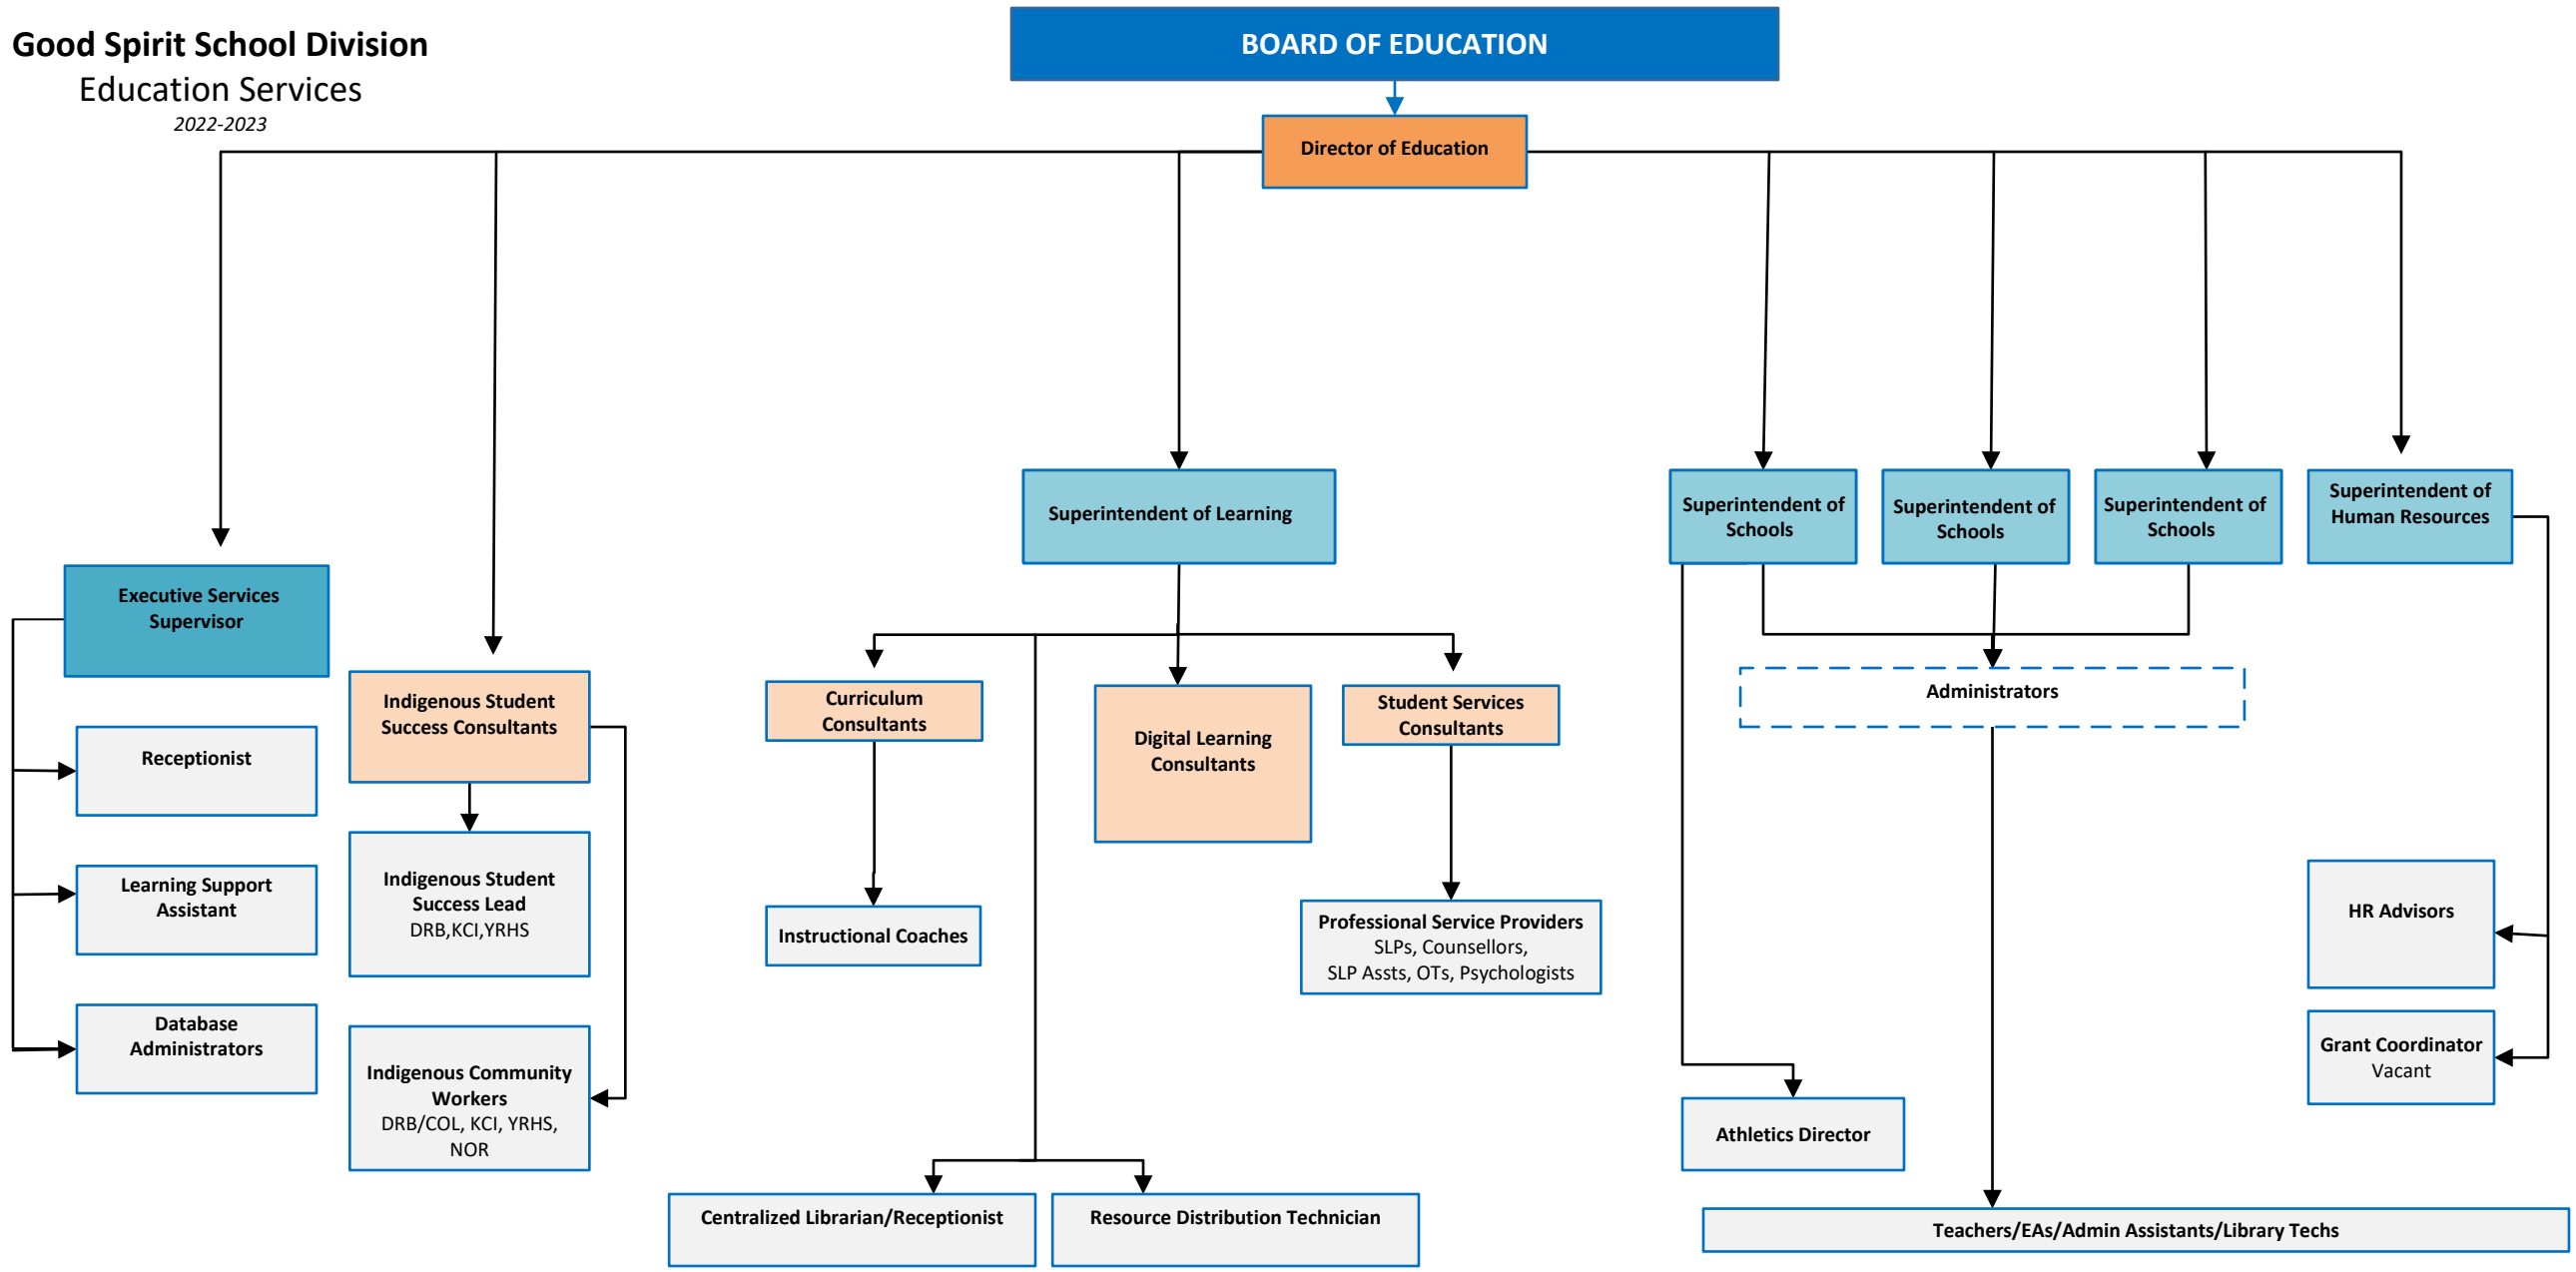 Good Spirit School Division
Education Services
2022-2023
BOARD OF EDUCATION
Director of Education
Superintendent of Learning
Superintendent of
Schools
Superintendent of
Schools
Superintendent of
Schools
Superintendent of
Human Resources
Executive Services
Supervisor
Receptionist
Learning Support
Assistant
Database
Administrators
Indigenous Student
Success Consultants
Indigenous Student
Success Lead
DRB,KCI,YRHS
Indigenous Community
Workers
DRB/COL, KCI, YRHS,
NOR
Curriculum
Consultants
Digital Learning
Consultants
Student Services
Consultants
Instructional Coaches
Professional Service Providers
SLPs, Counsellors,
SLP Assts, OTs, Psychologists
Centralized Librarian/Receptionist
Resource Distribution Technician
Administrators
Athletics Director
Teachers/EAs/Admin Assistants/Library Techs
HR Advisors
Grant Coordinator
Vacant